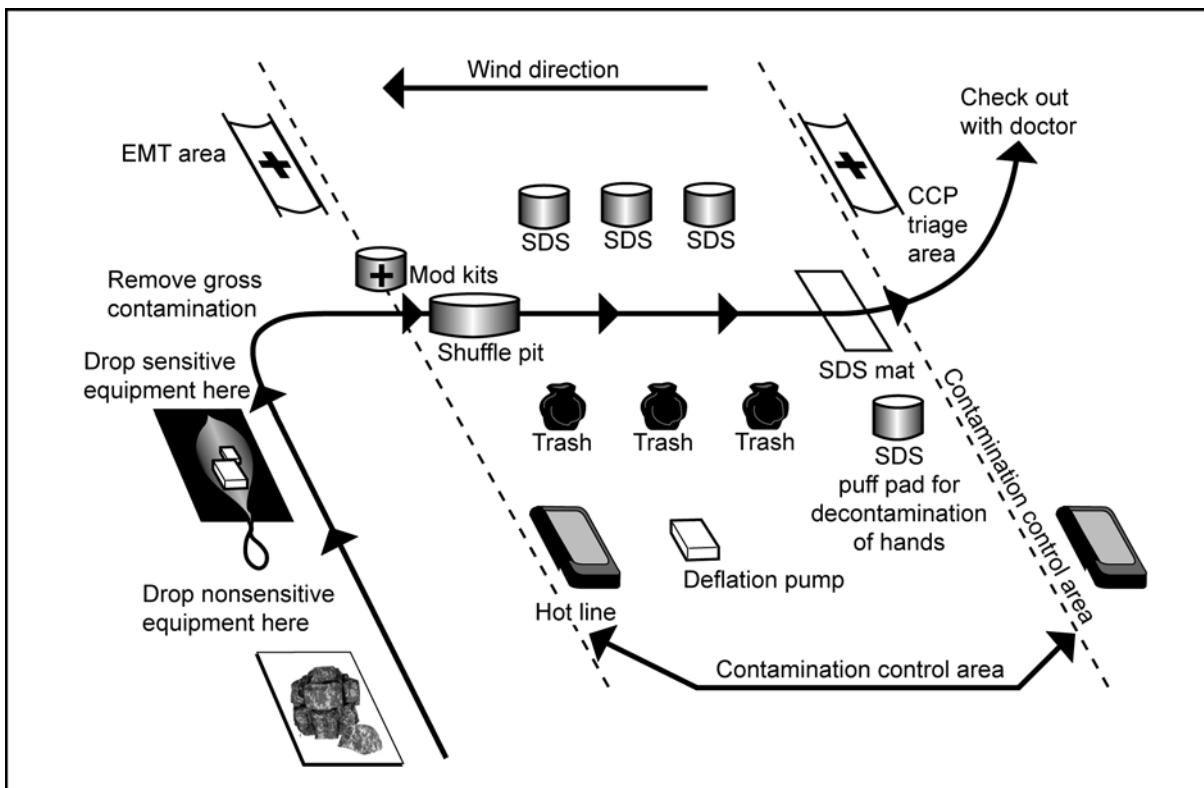 Wind direction
Check out
with doctor
EMT area
CCP
triage
area
SDS
SDS
SDS
Remove gross
contamination
Mod kits
Shuffle pit
SDS mat
Drop sensitive
equipment here
Trash
Trash
Trash
SDS
puff pad for
decontamination
of hands
Contamination control area
Deflation pump
Drop nonsensitive
equipment here
Hot line
Contamination control area